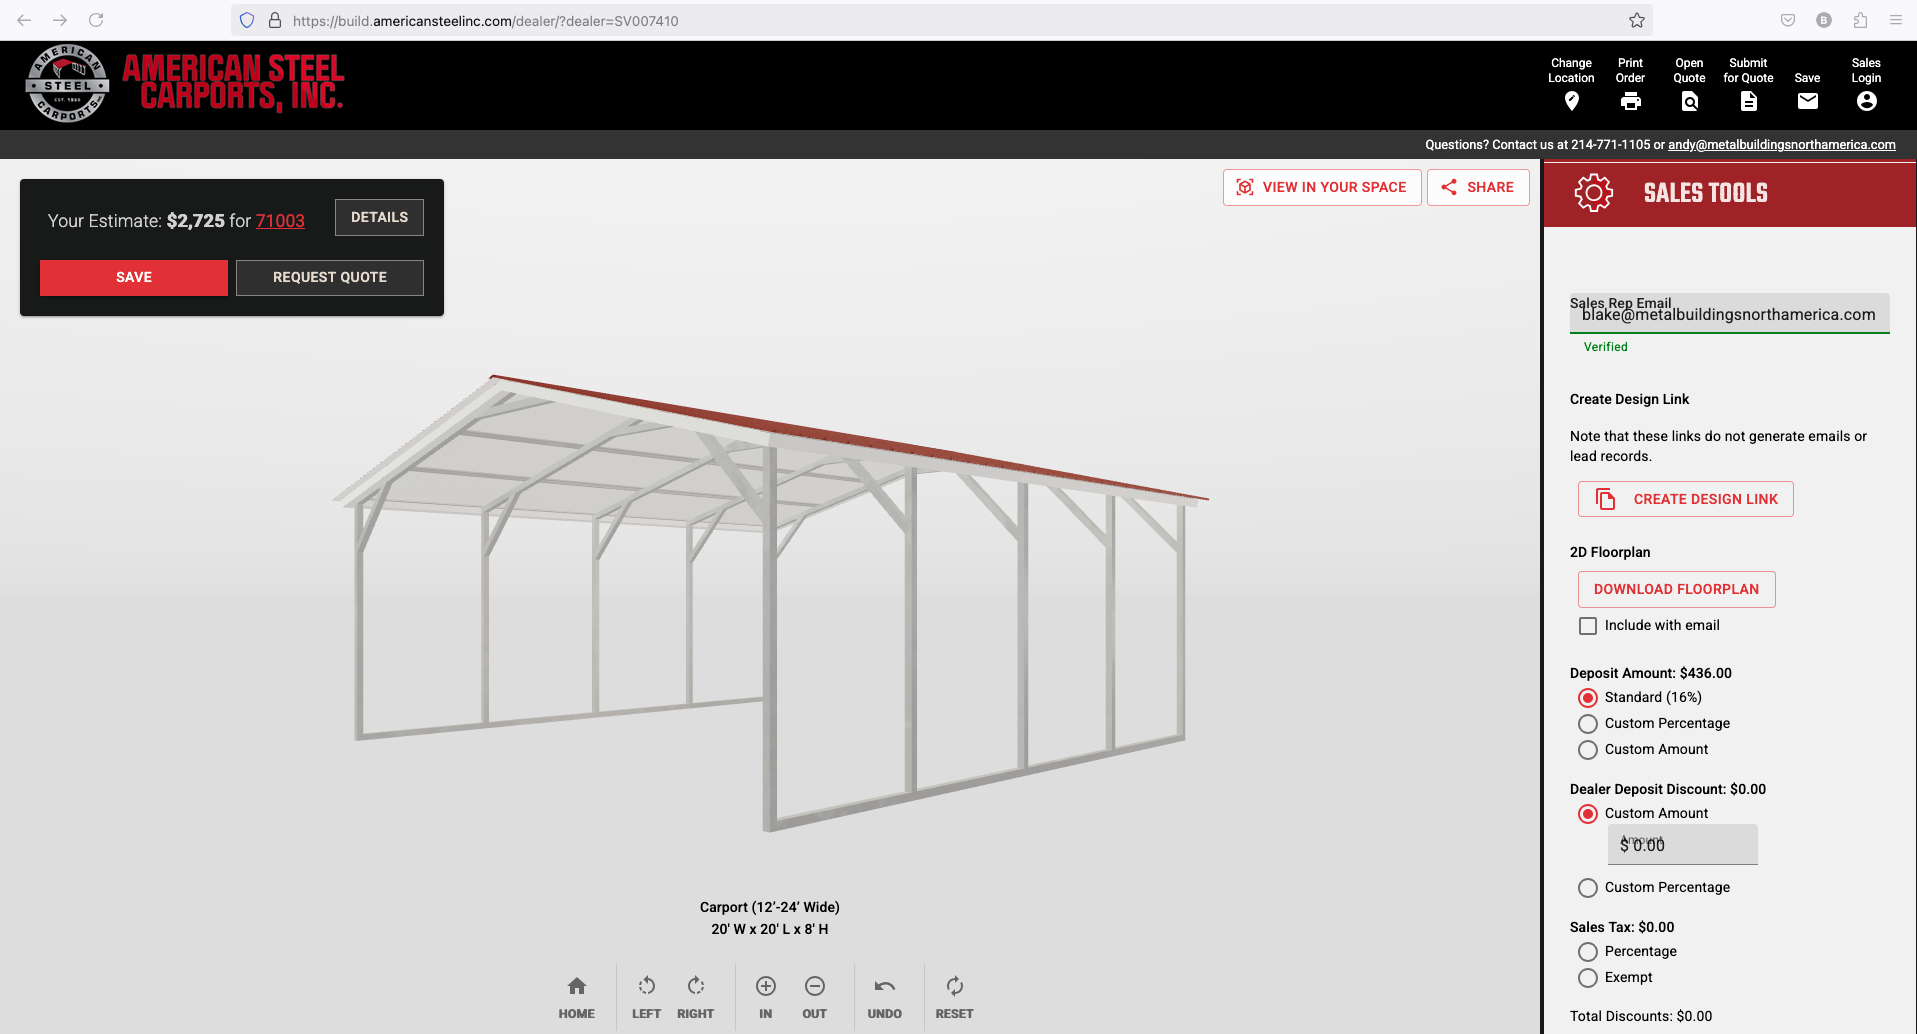 https://build.americansteelinc.com/dealer/?dealer=SV007410
B
AMERICAN
STEEL
EST. 1990
CARPORTS
AMERICAN STEEL
CARPORTS, INC.
Change
Location
Print
Order
Open
Quote
Submit
for Quote
Save
Sales
Login
Questions? Contact us at 214-771-1105 or andy@metalbuildingsnorthamerica.com
Your Estimate: $2,725 for 71003
DETAILS
SAVE
REQUEST QUOTE
VIEW IN YOUR SPACE
SHARE
Carport (12’-24’ Wide)
20' W x 20' L x 8' H
HOME
LEFT
RIGHT
IN
OUT
UNDO
RESET
SALES TOOLS
Sales Rep Email
blake@metalbuildingsnorthamerica.com
Verified
Create Design Link
Note that these links do not generate emails or
lead records.
CREATE DESIGN LINK
2D Floorplan
DOWNLOAD FLOORPLAN
Include with email
Deposit Amount: $436.00
Standard (16%)
Custom Percentage
Custom Amount
Dealer Deposit Discount: $0.00
Custom Amount
Amount
$ 0.00
Custom Percentage
Sales Tax: $0.00
Percentage
Exempt
Total Discounts: $0.00